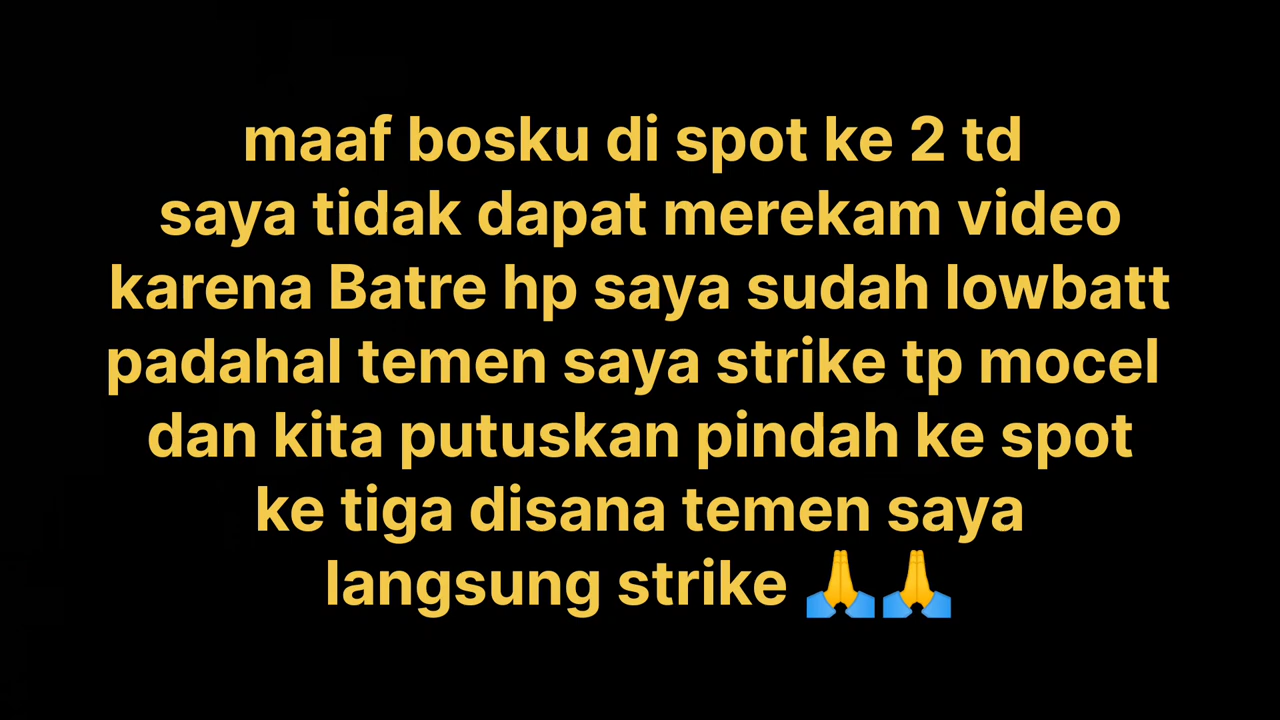 maaf bosku di spot ke 2 td
saya tidak dapat merekam video
karena Batre hp saya sudah lowbatt
padahal temen saya strike tp mocel
dan kita putuskan pindah ke spot
ke tiga disana temen saya
langsung strike 🙏🙏